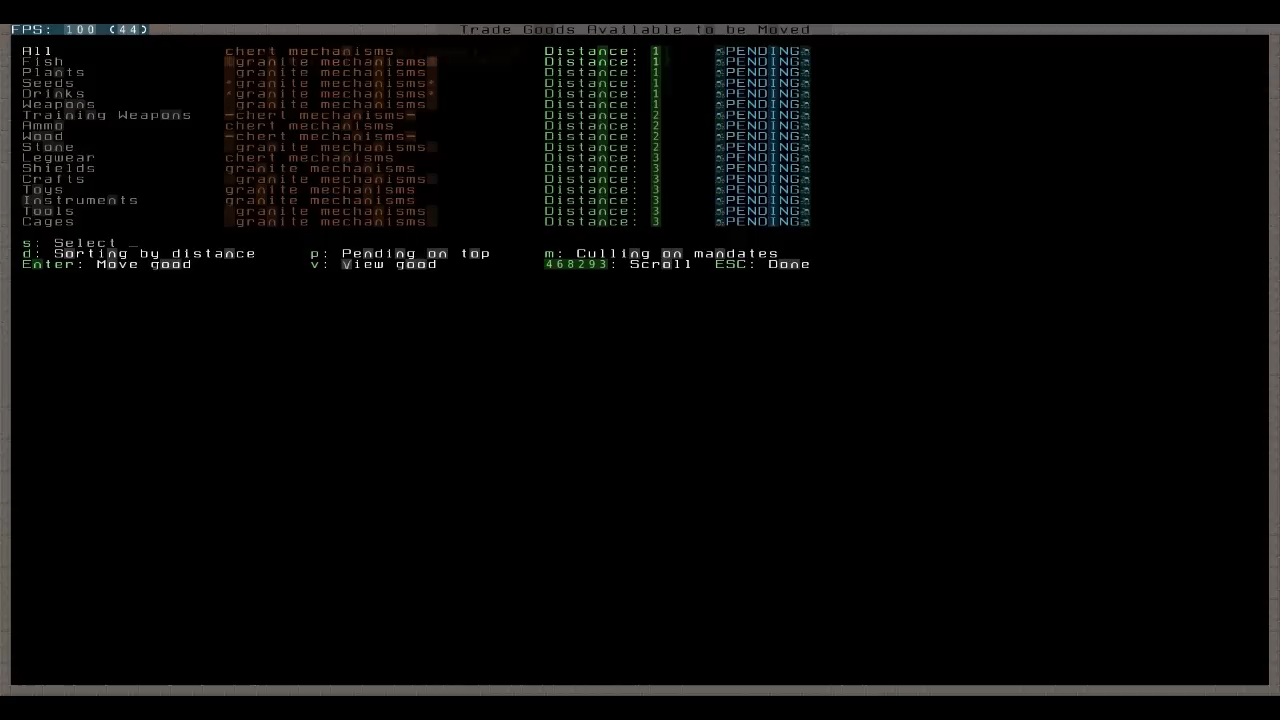 FPS: 100 (44) Trade Goods Available to be Moved
All chert mechanisms Distance: 1 PENDING
Fish granite mechanisms Distance: 1 PENDING
Plants granite mechanisms Distance: 1 PENDING
Seeds *granite mechanisms* Distance: 1 PENDING
Drinks *granite mechanisms* Distance: 1 PENDING
Weapons granite mechanisms Distance: 1 PENDING
Training Weapons -chert mechanisms- Distance: 2 PENDING
Ammo chert mechanisms Distance: 2 PENDING
Wood -chert mechanisms- Distance: 2 PENDING
Stone granite mechanisms Distance: 2 PENDING
Legwear chert mechanisms Distance: 3 PENDING
Shields granite mechanisms Distance: 3 PENDING
Crafts granite mechanisms Distance: 3 PENDING
Toys granite mechanisms Distance: 3 PENDING
Instruments granite mechanisms Distance: 3 PENDING
Tools granite mechanisms Distance: 3 PENDING
Cages granite mechanisms Distance: 3 PENDING
s: Select _
d: Sorting by distance p: Pending on top m: Culling on mandates
Enter: Move good v: View good 468293: Scroll ESC: Done